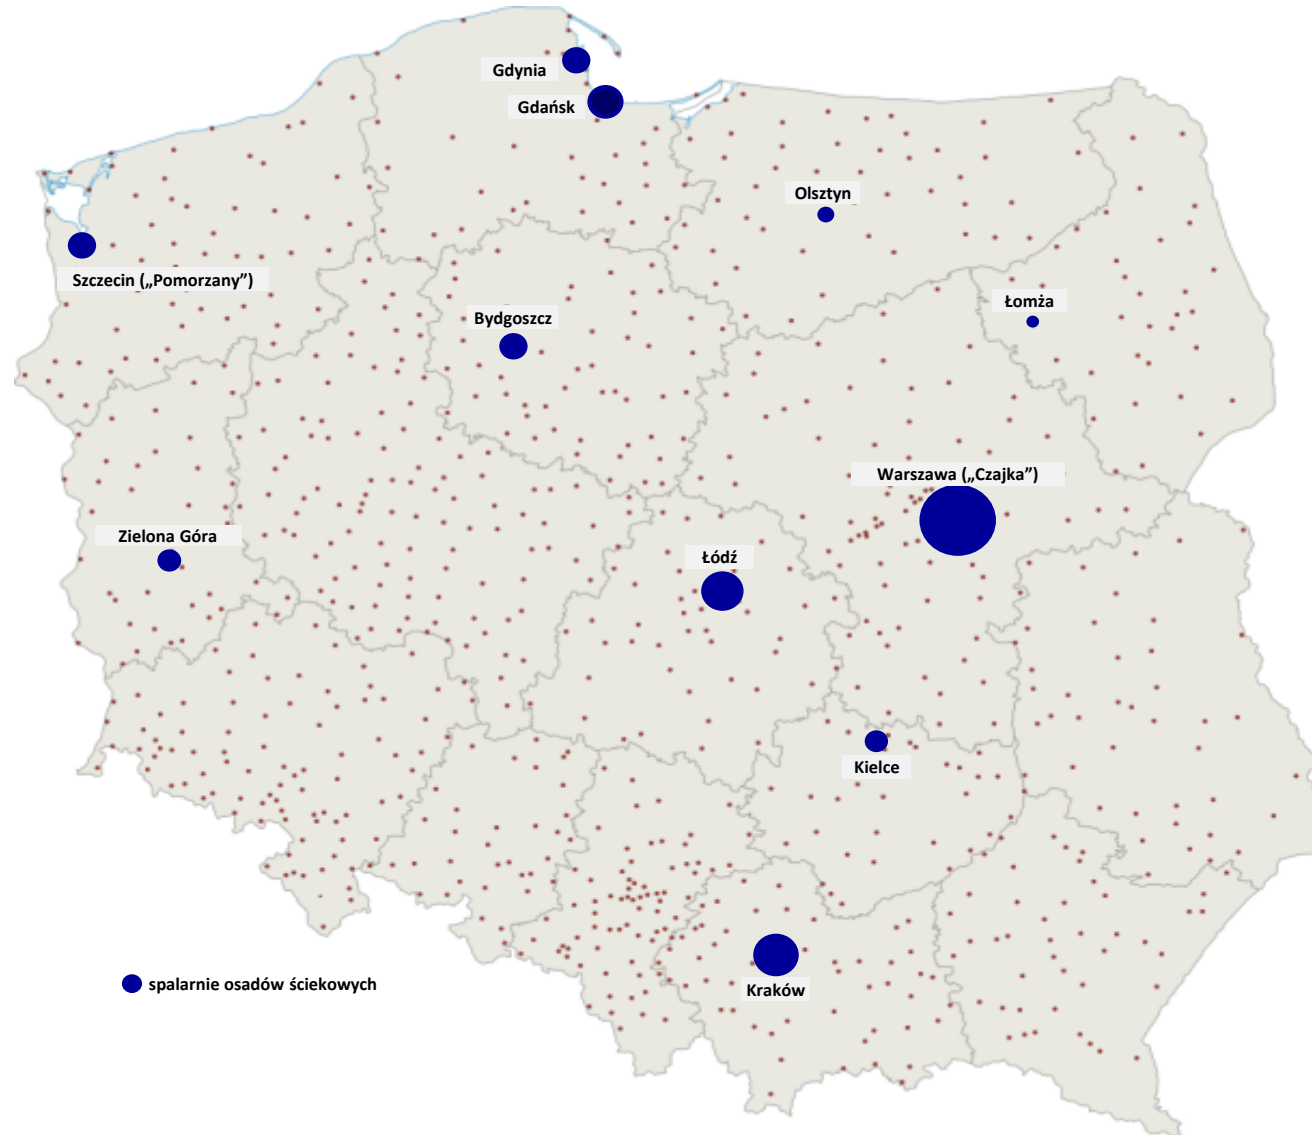 Gdynia
Gdańsk
Olsztyn
Szczecin („Pomorzany”)
Łomża
Bydgoszcz
Warszawa („Czajka”)
Zielona Góra
Łódź
Kielce
spalarnie osadów ściekowych
Kraków